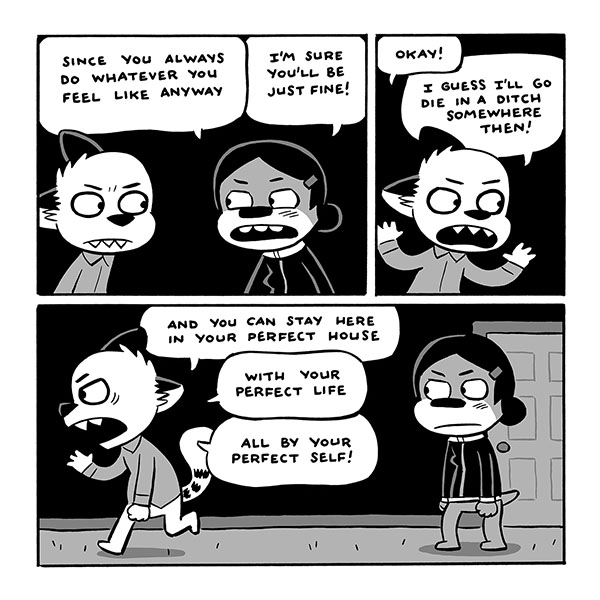 SINCE YOU ALWAYS
DO WHATEVER YOU
FEEL LIKE ANYWAY
I'M SURE
YOU'LL BE
JUST FINE!
OKAY!
I GUESS I'LL GO
DIE IN A DITCH
SOMEWHERE
THEN!
AND YOU CAN STAY HERE
IN YOUR PERFECT HOUSE
WITH YOUR
PERFECT LIFE
ALL BY YOUR
PERFECT SELF!